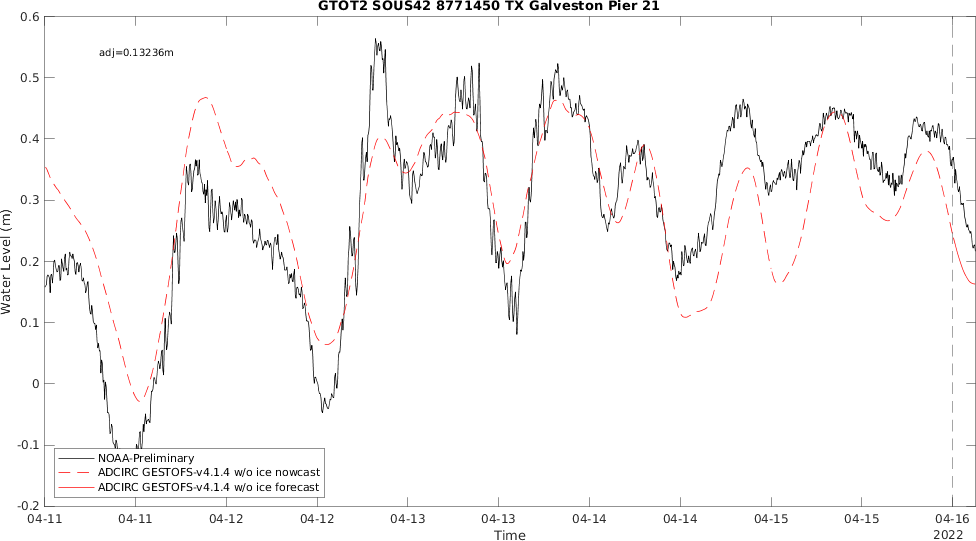 GTOT2 SOUS42 8771450 TX Galveston Pier 21
adj=0.13236m
0.6
0.5
0.4
0.3
0.2
0.1
0
-0.1
-0.2
Water Level (m)
NOAA-Preliminary
ADCIRC GESTOFS-v4.1.4 w/o ice nowcast
ADCIRC GESTOFS-v4.1.4 w/o ice forecast
04-11 04-11 04-12 04-12 04-13 04-13 04-14 04-14 04-15 04-15 04-16
Time
2022